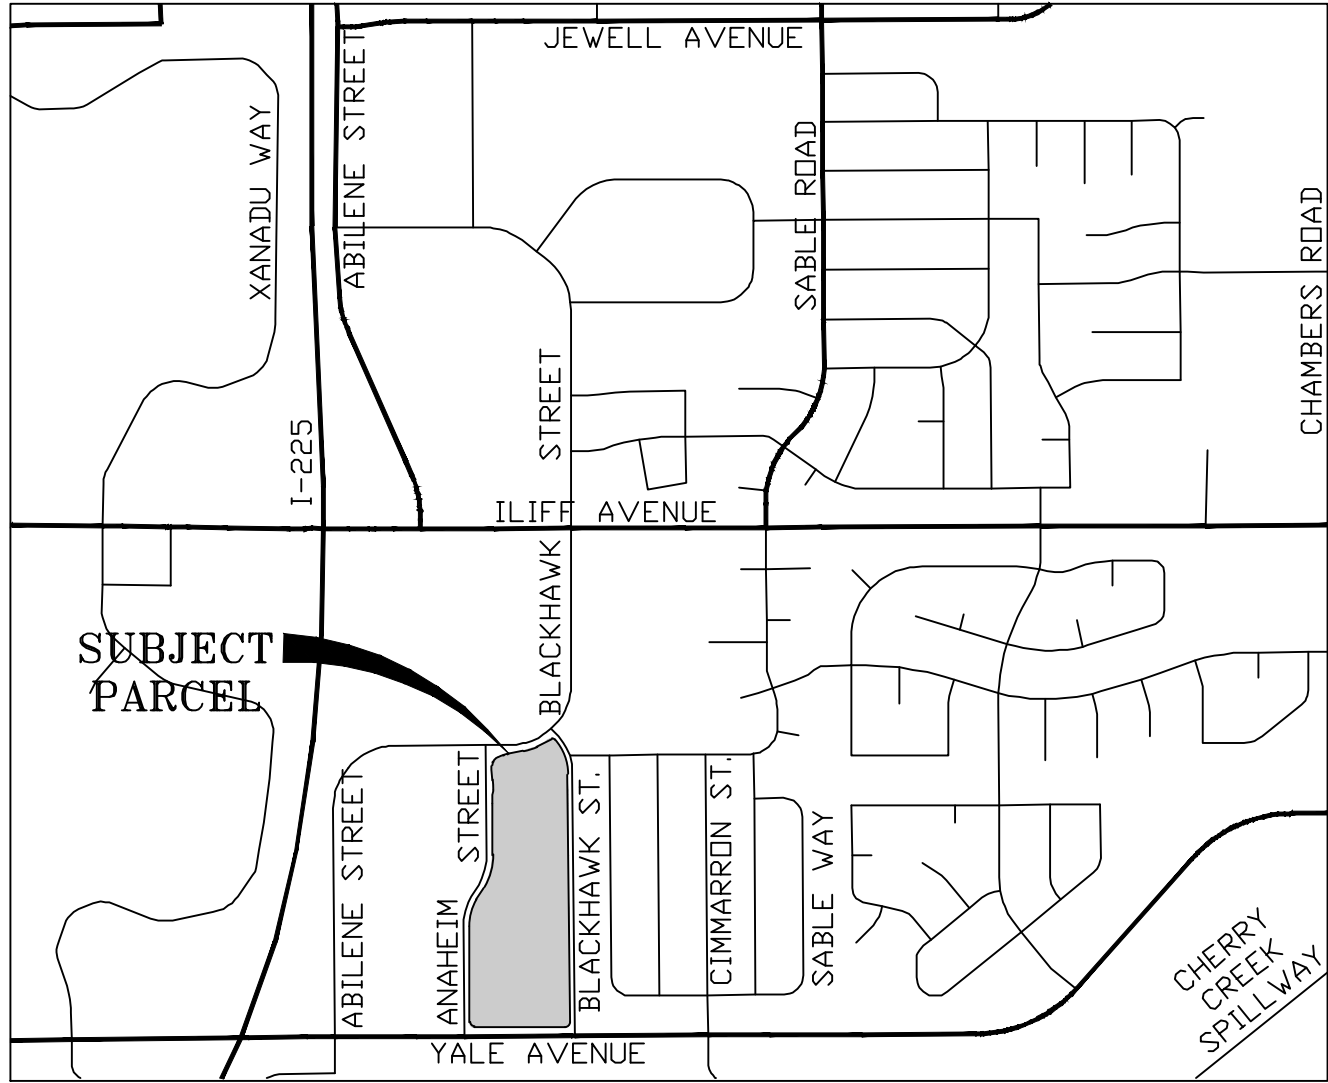 JEWELL AVENUE
ABILENE STREET
XANADU WAY
SABLE ROAD
CHAMBERS ROAD
STREET
I-225
ILIFF AVENUE
BLACKHAWK
SUBJECT
PARCEL
STREET
ANAHEIM
ABILENE STREET
BLACKHAWK ST.
CIMMARRON ST.
SABLE WAY
CHERRY
CREEK
SPILLWAY
YALE AVENUE